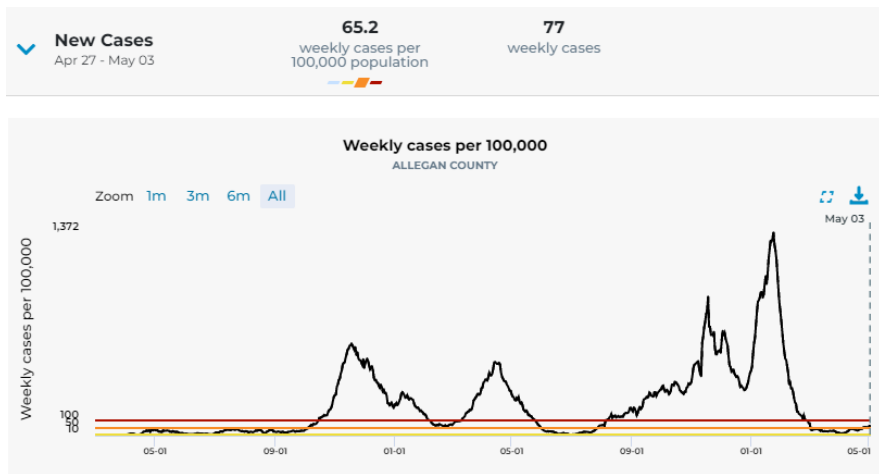 New Cases
Apr 27 - May 03
65.2
weekly cases per
100,000 population
77
weekly cases
Weekly cases per 100,000
ALLEGAN COUNTY
Zoom 1m 3m 6m All
May 03
1,372
100
50
10
Weekly cases per 100,000
05-01 09-01 01-01 05-01 09-01 01-01 05-01